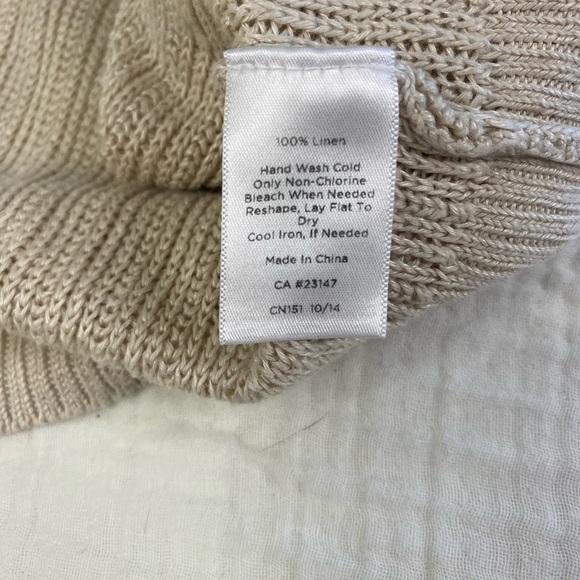 100% Linen
Hand Wash Cold
Only Non-Chlorine
Bleach When Needed
Reshape, Lay Flat To
Dry
Cool Iron, If Needed
Made In China
CA #23147
CN151 10/14